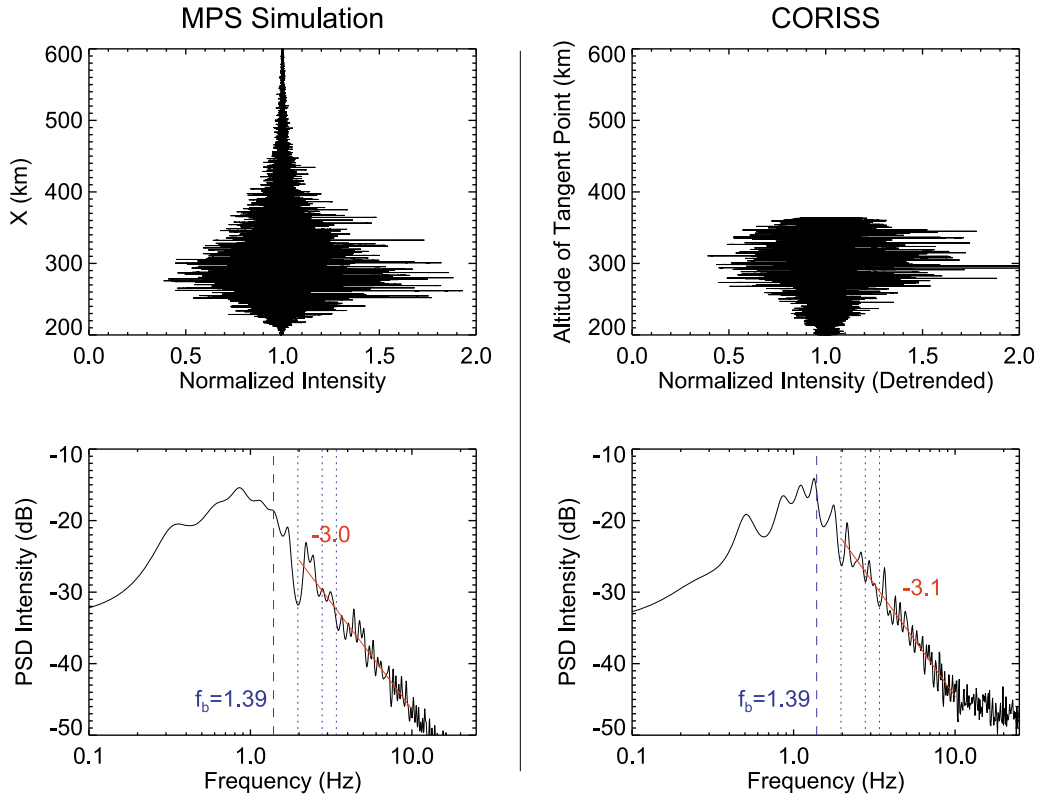 MPS Simulation
CORISS
600
500
400
300
200
X (km)
0.0 0.5 1.0 1.5 2.0
Normalized Intensity
600
500
400
300
200
Altitude of Tangent Point (km)
0.0 0.5 1.0 1.5 2.0
Normalized Intensity (Detrended)
-10
-20
-30
-40
-50
PSD Intensity (dB)
-3.0
f_b=1.39
0.1 1.0 10.0
Frequency (Hz)
-10
-20
-30
-40
-50
PSD Intensity (dB)
-3.1
f_b=1.39
0.1 1.0 10.0
Frequency (Hz)